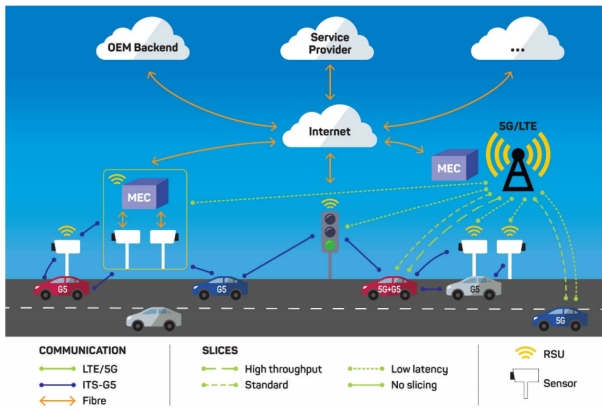 OEM Backend
Service
Provider
...
Internet
5G/LTE
MEC
MEC
G5
G5
5G+G5
G5
5G
COMMUNICATION
LTE/5G
ITS-G5
Fibre
SLICES
High throughput
Standard
Low latency
No slicing
RSU
Sensor